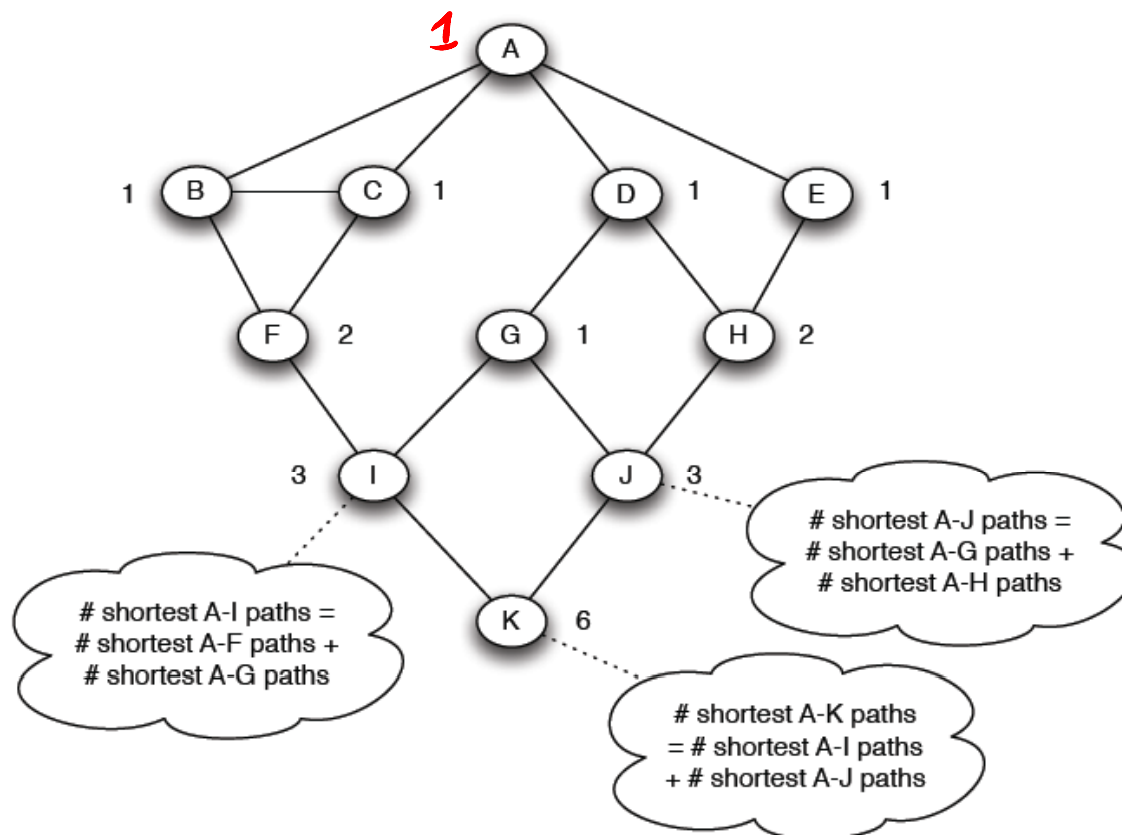 1
A
1 B C 1 D 1 E 1
F 2 G 1 H 2
3 I J 3
# shortest A-J paths =
# shortest A-G paths +
# shortest A-H paths
# shortest A-I paths =
# shortest A-F paths +
# shortest A-G paths
K 6
# shortest A-K paths
= # shortest A-I paths
+ # shortest A-J paths